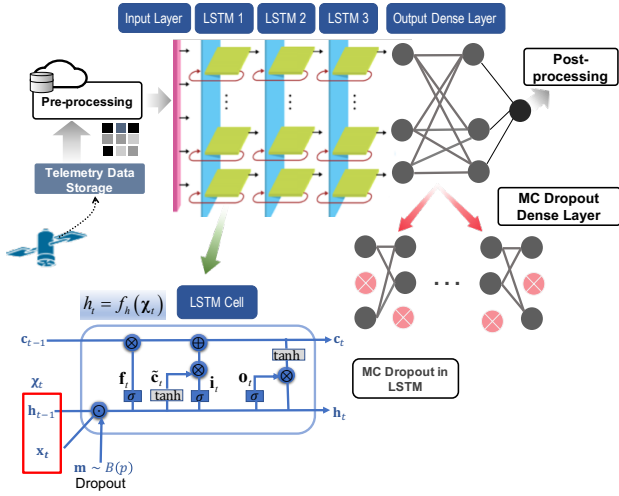 Input Layer
LSTM 1
LSTM 2
LSTM 3
Output Dense Layer
Pre-processing
Post-
processing
Telemetry Data
Storage
MC Dropout
Dense Layer
h_t = f_h(χ_t)
LSTM Cell
c_{t-1}
c_t
tanh
f_t
c̃_t
i_t
o_t
MC Dropout in
LSTM
χ_t
σ
tanh
σ
σ
h_{t-1}
h_t
x_t
m ~ B(p)
Dropout